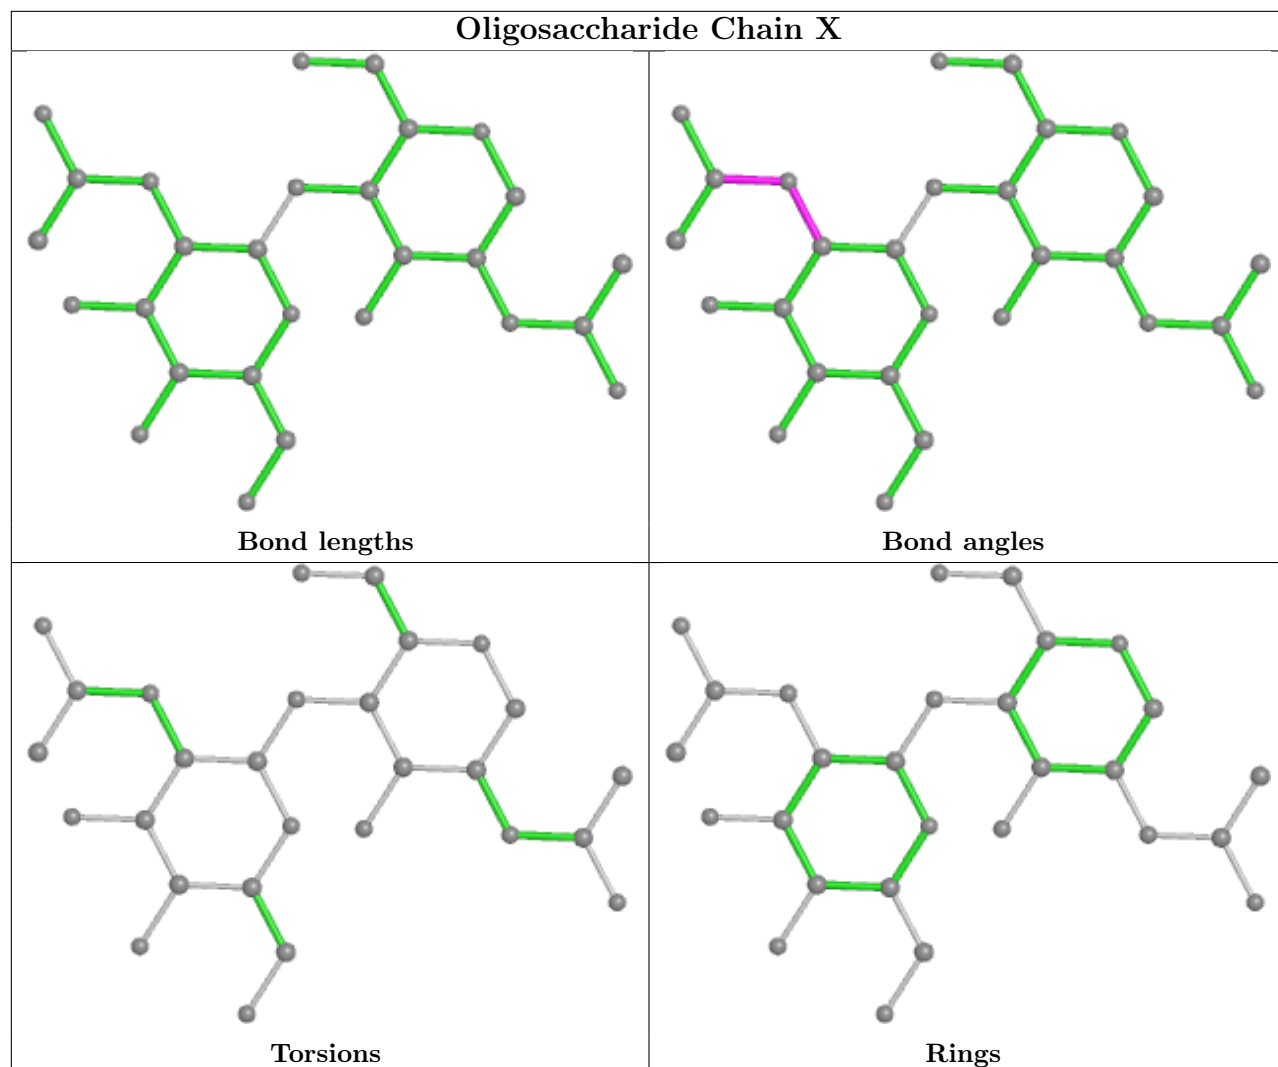 Oligosaccharide Chain X
Bond lengths
Bond angles
Torsions
Rings